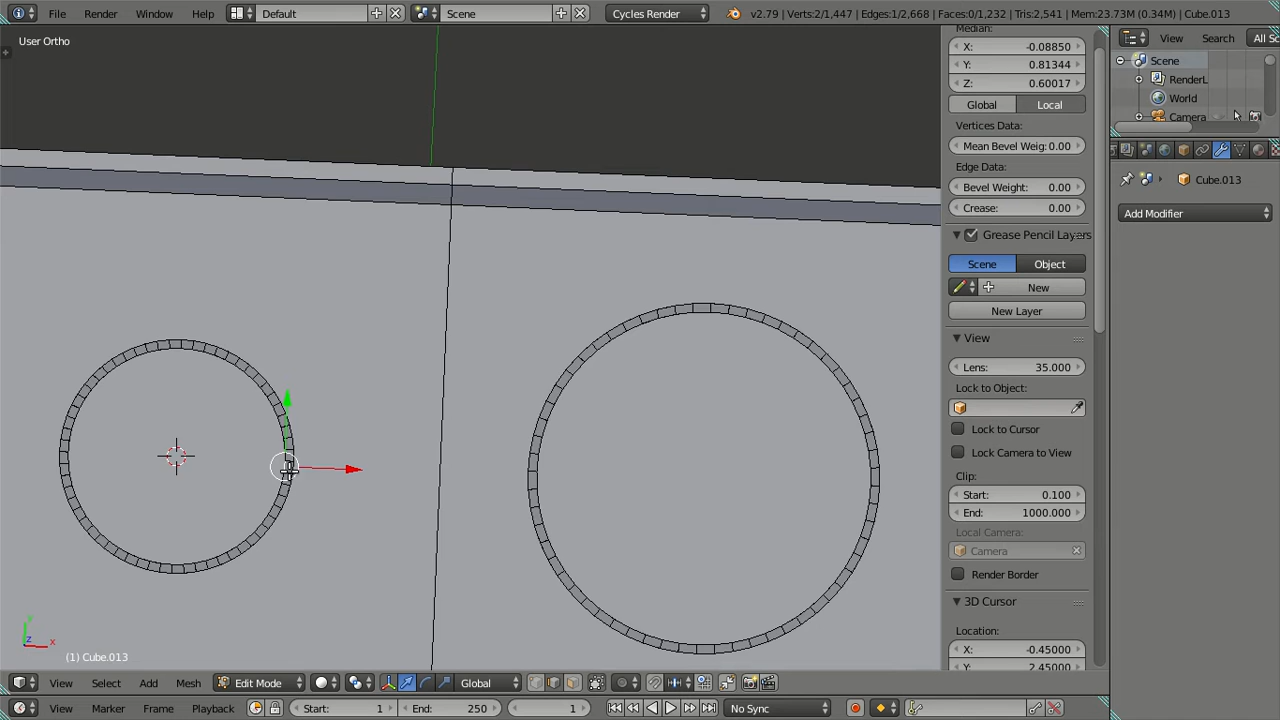 File Render Window Help Default Scene Cycles Render v2.79 | Verts:2/1,447 | Edges:1/2,668 | Faces:0/1,232 | Tris:2,541 | Mem:23.73M (0.34M) | Cube.013
User Ortho
Median:
X: -0.08850
Y: 0.81344
Z: 0.60017
Global Local
Vertices Data:
Mean Bevel Weig: 0.00
Edge Data:
Bevel Weight: 0.00
Crease: 0.00
Grease Pencil Layers
Scene Object
New
New Layer
View
Lens: 35.000
Lock to Object:
Lock to Cursor
Lock Camera to View
Clip:
Start: 0.100
End: 1000.000
Local Camera:
Camera
Render Border
3D Cursor
Location:
X: -0.45000
Y: 2.45000
View Search All Sc
Scene
RenderL
World
Camera
Cube.013
Add Modifier
z y x
(1) Cube.013
View Select Add Mesh Edit Mode Global
View Marker Frame Playback Start: 1 End: 250 1 No Sync